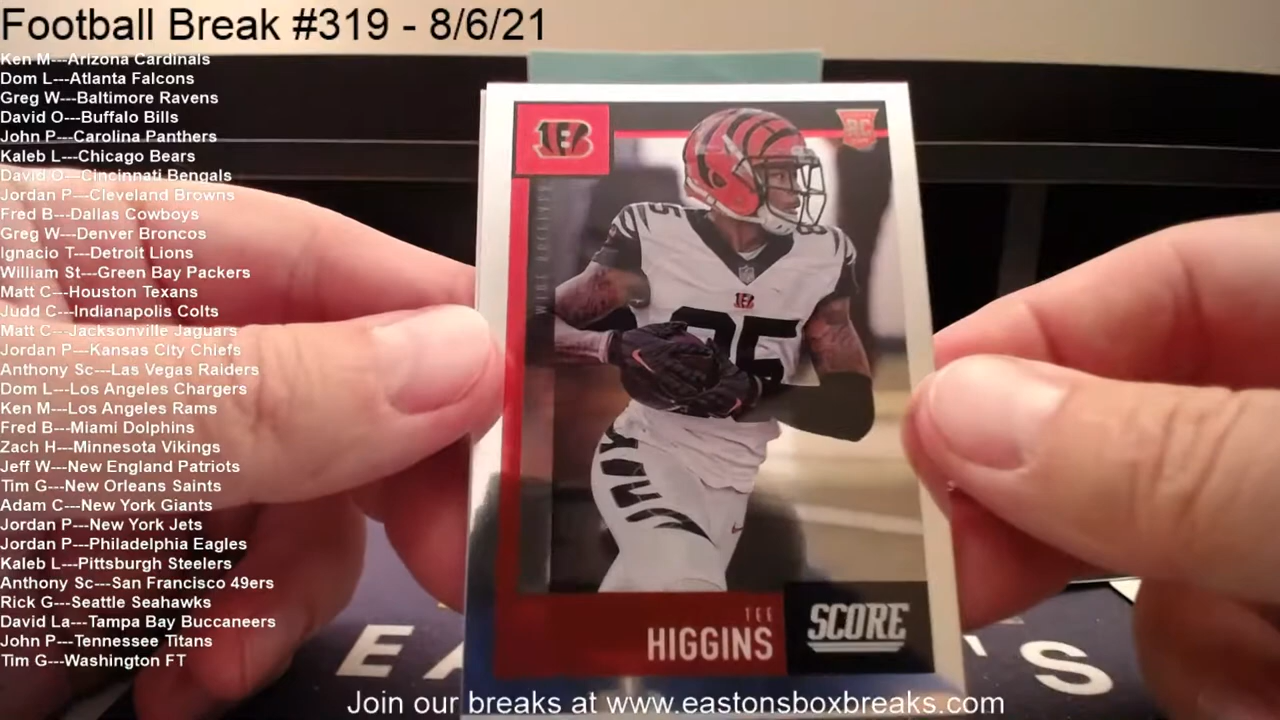 Football Break #319 - 8/6/21
Ken M---Arizona Cardinals
Dom L---Atlanta Falcons
Greg W---Baltimore Ravens
David O---Buffalo Bills
John P---Carolina Panthers
Kaleb L---Chicago Bears
David O---Cincinnati Bengals
Jordan P---Cleveland Browns
Fred B---Dallas Cowboys
Greg W---Denver Broncos
Ignacio T---Detroit Lions
William St---Green Bay Packers
Matt C---Houston Texans
Judd C---Indianapolis Colts
Matt C---Jacksonville Jaguars
Jordan P---Kansas City Chiefs
Anthony Sc---Las Vegas Raiders
Dom L---Los Angeles Chargers
Ken M---Los Angeles Rams
Fred B---Miami Dolphins
Zach H---Minnesota Vikings
Jeff W---New England Patriots
Tim G---New Orleans Saints
Adam C---New York Giants
Jordan P---New York Jets
Jordan P---Philadelphia Eagles
Kaleb L---Pittsburgh Steelers
Anthony Sc---San Francisco 49ers
Rick G---Seattle Seahawks
David La---Tampa Bay Buccaneers
John P---Tennessee Titans
Tim G---Washington FT
B
RC
WIDE RECEIVER
85
TEE
HIGGINS
SCORE
Join our breaks at www.eastonsboxbreaks.com